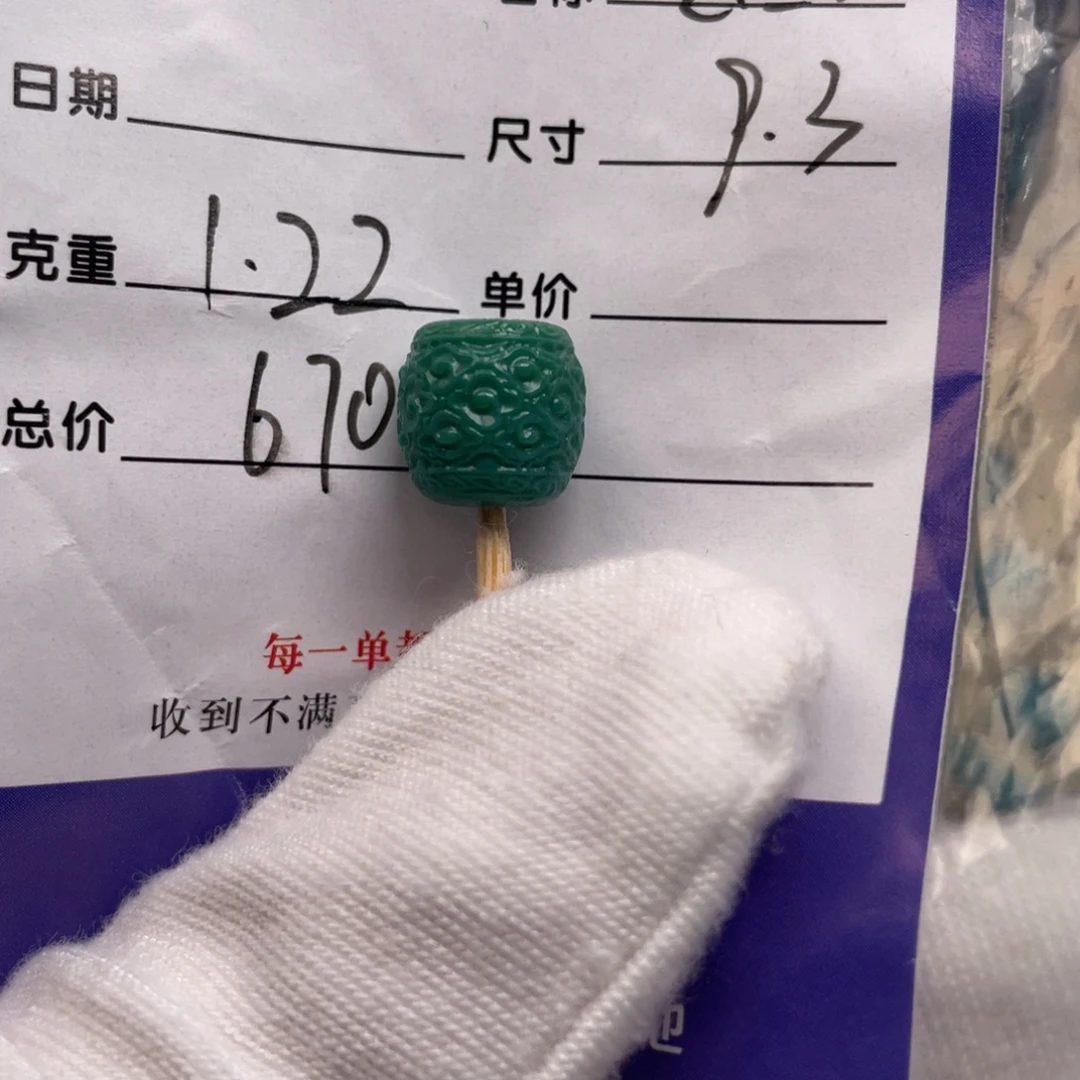 日期 尺寸 9.3
克重 1.22 单价
总价 670
每一单
收到不满